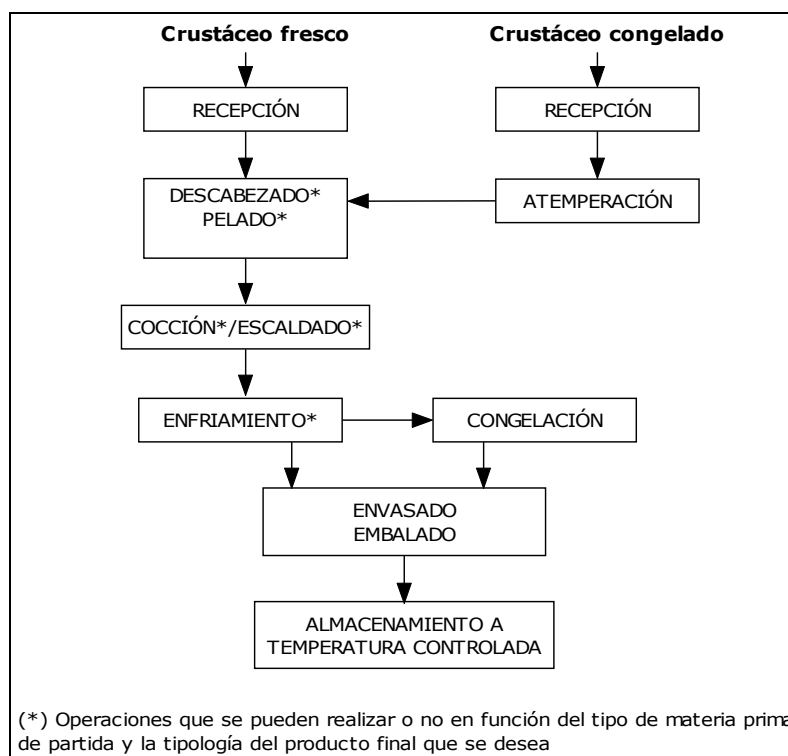 Crustáceo fresco
Crustáceo congelado
RECEPCIÓN
RECEPCIÓN
DESCABEZADO*
PELADO*
ATEMPERACIÓN
COCCIÓN*/ESCALDADO*
ENFRIAMIENTO*
CONGELACIÓN
ENVASADO
EMBALADO
ALMACENAMIENTO A
TEMPERATURA CONTROLADA
(*) Operaciones que se pueden realizar o no en función del tipo de materia prima
de partida y la tipología del producto final que se desea